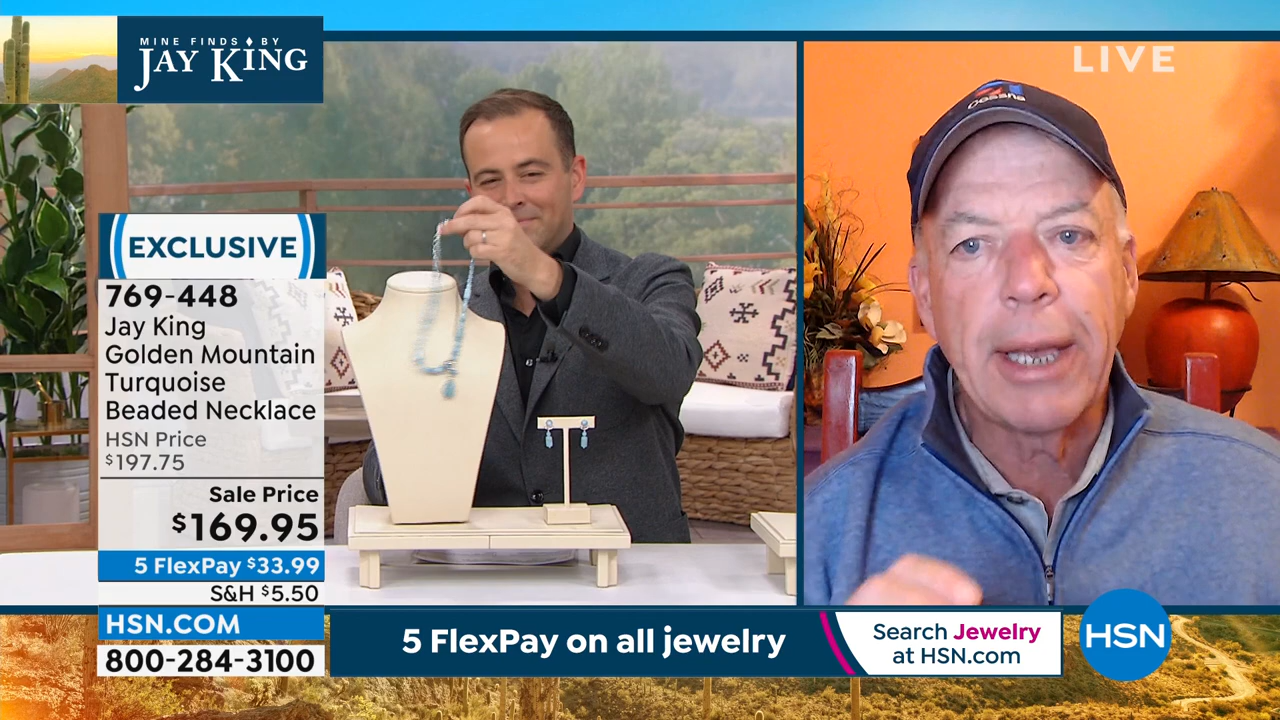 MINE FINDS BY
JAY KING
LIVE
Cessna
EXCLUSIVE
769-448
Jay King
Golden Mountain
Turquoise
Beaded Necklace
HSN Price
$197.75
Sale Price
$169.95
5 FlexPay $33.99
S&H $5.50
HSN.COM
800-284-3100
5 FlexPay on all jewelry
Search Jewelry
at HSN.com
HSN